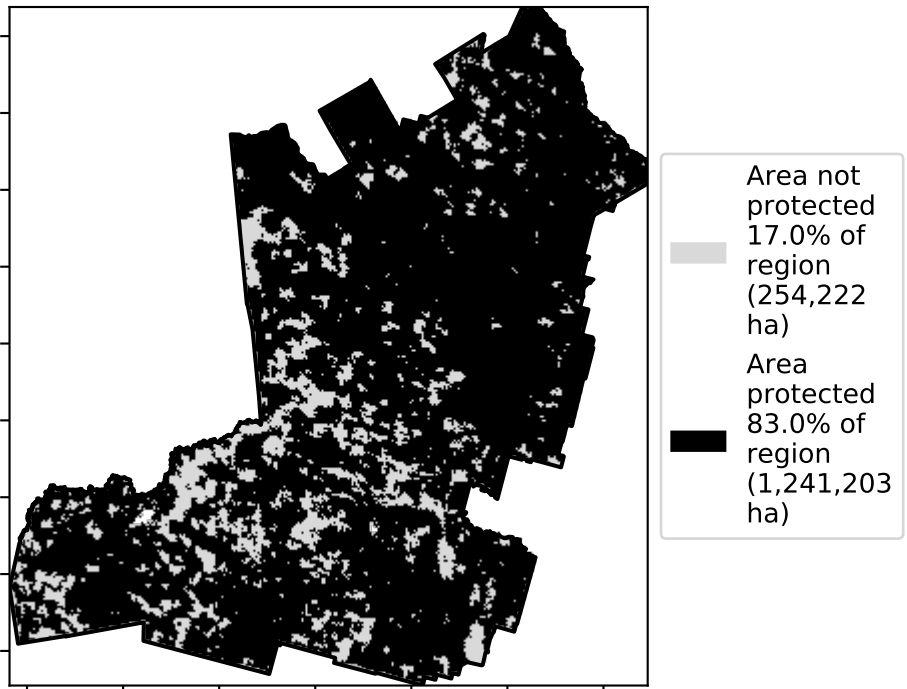 Area not
protected
17.0% of
region
(254,222
ha)
Area
protected
83.0% of
region
(1,241,203
ha)